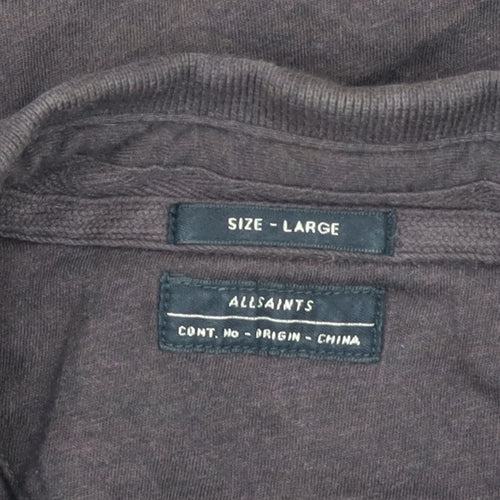 SIZE - LARGE
ALLSAINTS
CONT. NO - ORIGIN - CHINA